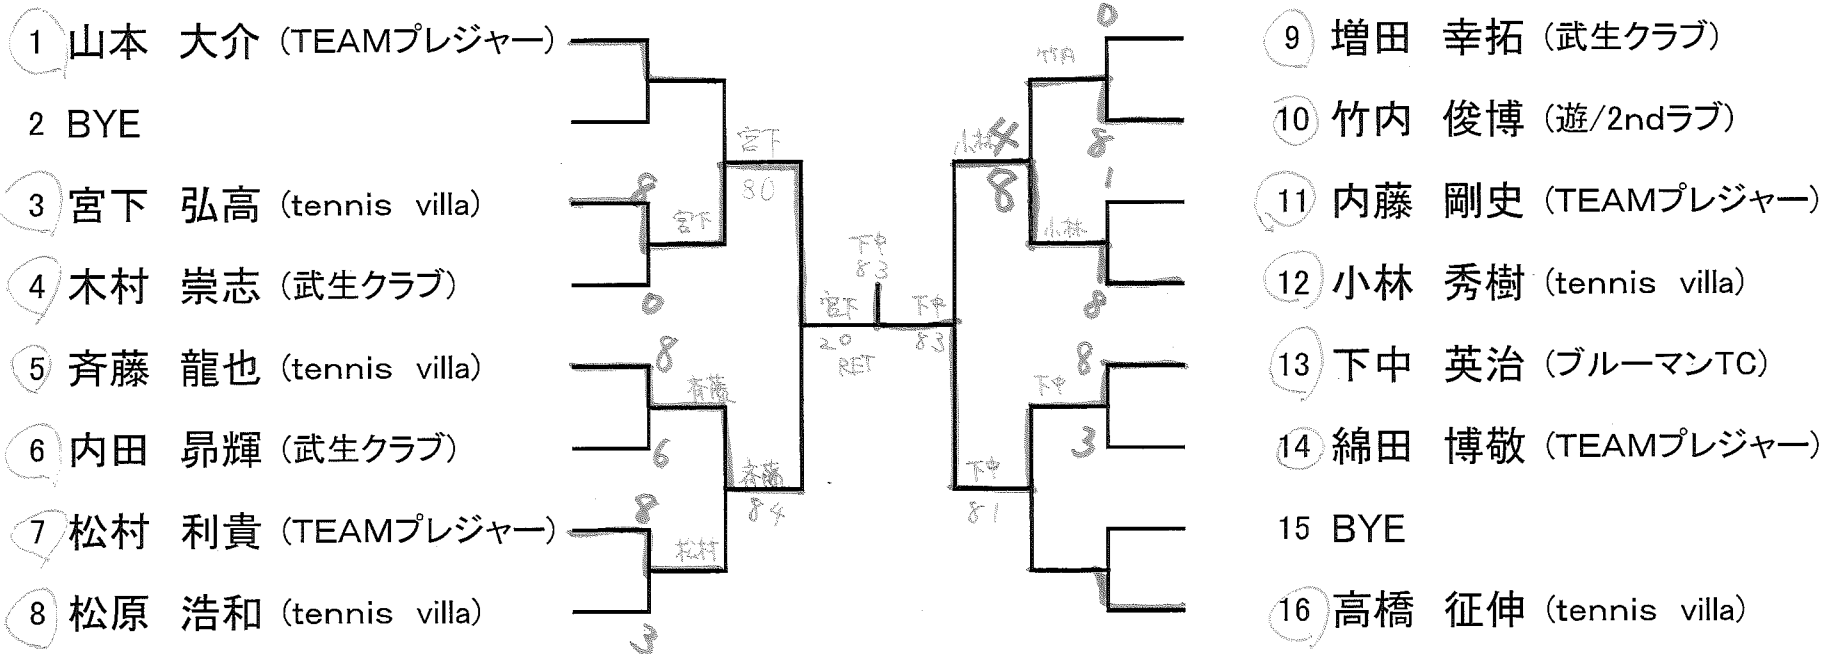 1 山本 大介 (TEAMプレジャー)
2 BYE
3 宮下 弘高 (tennis villa)
4 木村 崇志 (武生クラブ)
5 斉藤 龍也 (tennis villa)
6 内田 昴輝 (武生クラブ)
7 松村 利貴 (TEAMプレジャー)
8 松原 浩和 (tennis villa)
8
宮下
0
8
斉藤
6
8
松村
3
宮下
80
斉藤
84
宮下
20
RET
下中
83
下中
83
小林 4
8
下中
81
0
竹内
8
1
小林
8
8
下中
3
9 増田 幸拓 (武生クラブ)
10 竹内 俊博 (遊/2ndラブ)
11 内藤 剛史 (TEAMプレジャー)
12 小林 秀樹 (tennis villa)
13 下中 英治 (ブルーマンTC)
14 綿田 博敬 (TEAMプレジャー)
15 BYE
16 高橋 征伸 (tennis villa)